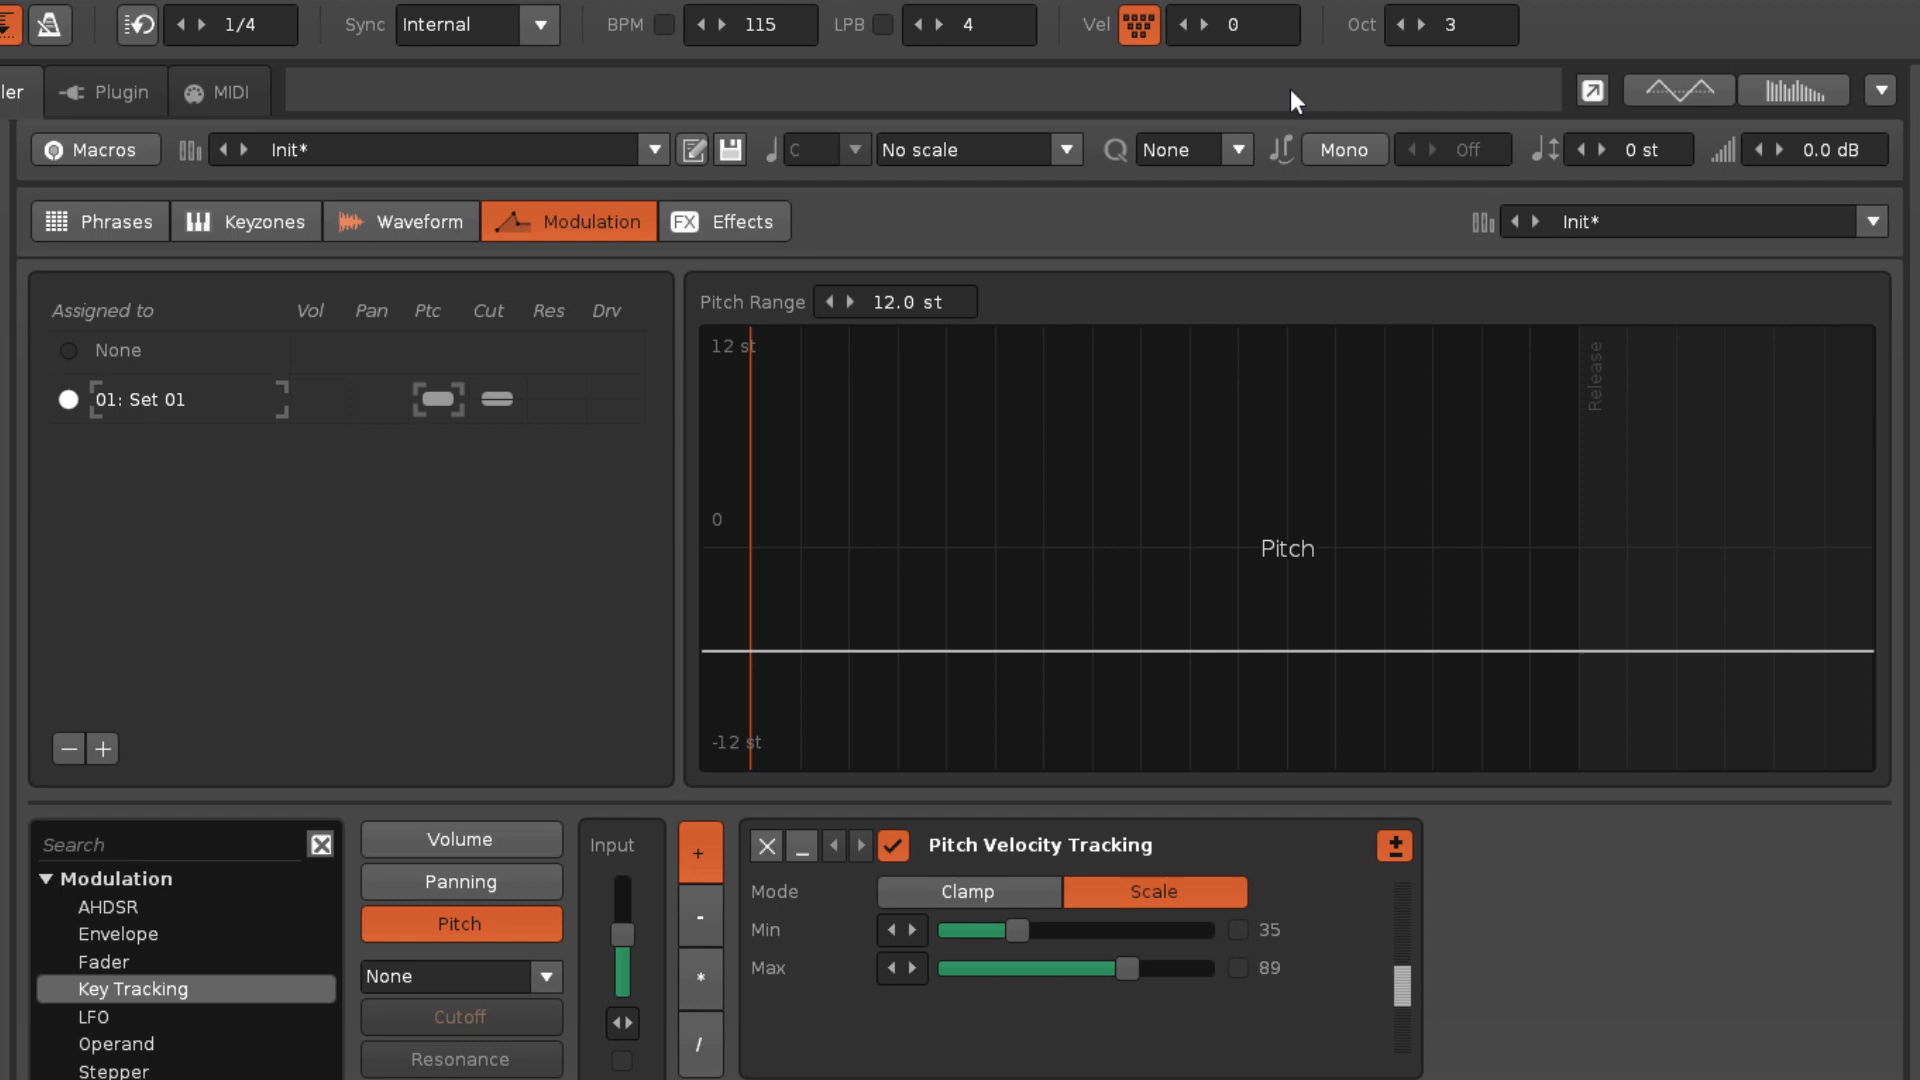 1/4 Sync Internal BPM 115 LPB 4 Vel 0 Oct 3
ler Plugin MIDI
Macros Init* C No scale None Mono Off 0 st 0.0 dB
Phrases Keyzones Waveform Modulation FX Effects Init*
Assigned to Vol Pan Ptc Cut Res Drv
None
01: Set 01
Pitch Range 12.0 st
12 st
Release
0
Pitch
-12 st
Search
Modulation
AHDSR
Envelope
Fader
Key Tracking
LFO
Operand
Stepper
Volume
Panning
Pitch
None
Cutoff
Resonance
Input
+
-
*
/
Pitch Velocity Tracking
Mode Clamp Scale
Min 35
Max 89